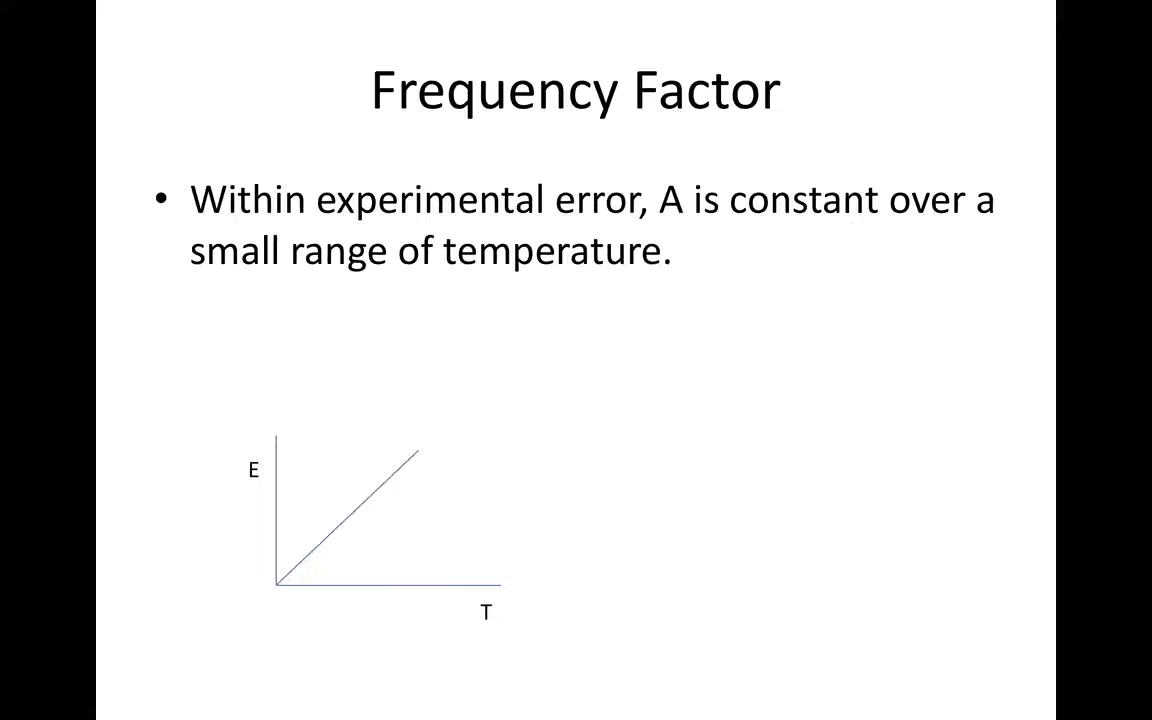 Frequency Factor
• Within experimental error, A is constant over a
small range of temperature.
E
T